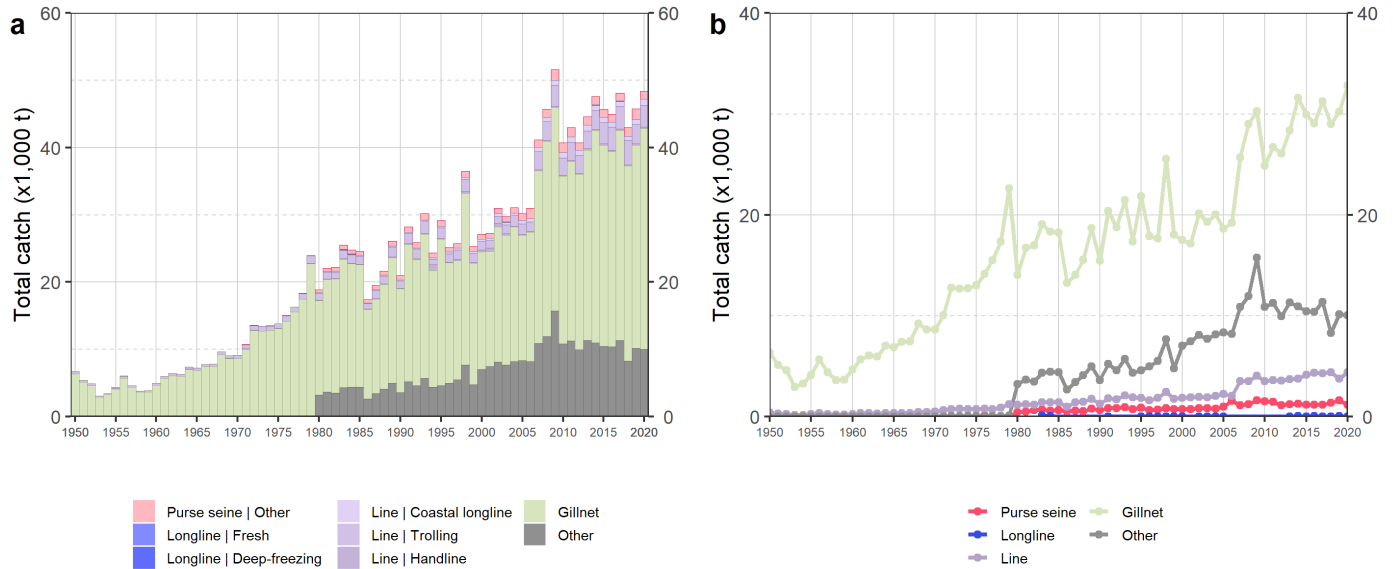 a
Total catch (x1,000 t)
60
40
20
0
60
40
20
0
1950 1955 1960 1965 1970 1975 1980 1985 1990 1995 2000 2005 2010 2015 2020
Purse seine | Other
Longline | Fresh
Longline | Deep-freezing
Line | Coastal longline
Line | Trolling
Line | Handline
Gillnet
Other
b
Total catch (x1,000 t)
40
20
0
40
20
0
1950 1955 1960 1965 1970 1975 1980 1985 1990 1995 2000 2005 2010 2015 2020
Purse seine
Longline
Line
Gillnet
Other